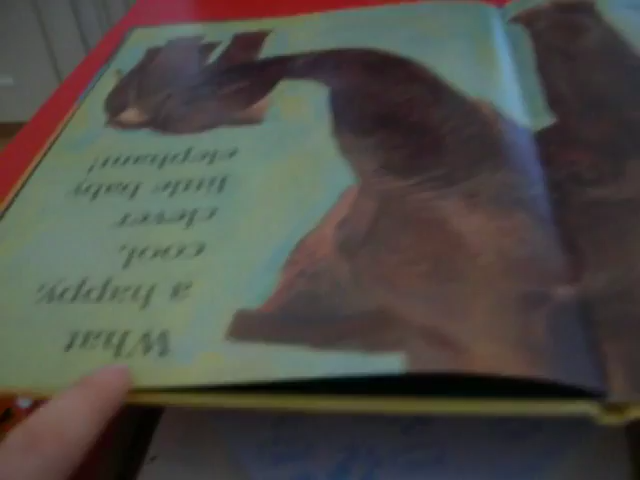 What
a happy,
cool,
clever
little baby
elephant!